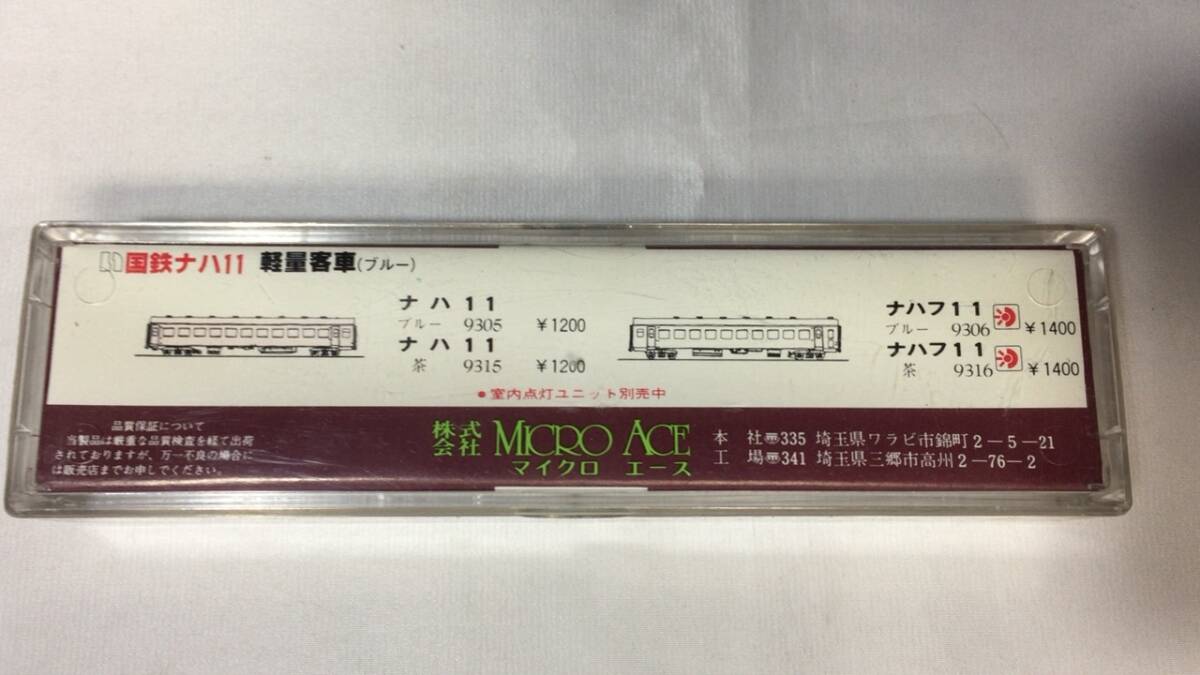 国鉄ナハ11 軽量客車(ブルー)
ナハ11
ブルー 9305 ¥1200
ナハ11
茶 9315 ¥1200
ナハフ11
ブルー 9306 ¥1400
ナハフ11
茶 9316 ¥1400
●室内点灯ユニット別売中
品質保証について
当製品は厳重な品質検査を経て出荷
されておりますが、万一不良の場合に
は販売店までお申しでください。
株式会社 MICRO ACE
マイクロ エース
本社〠335 埼玉県ワラビ市錦町2-5-21
工場〠341 埼玉県三郷市高州2-76-2